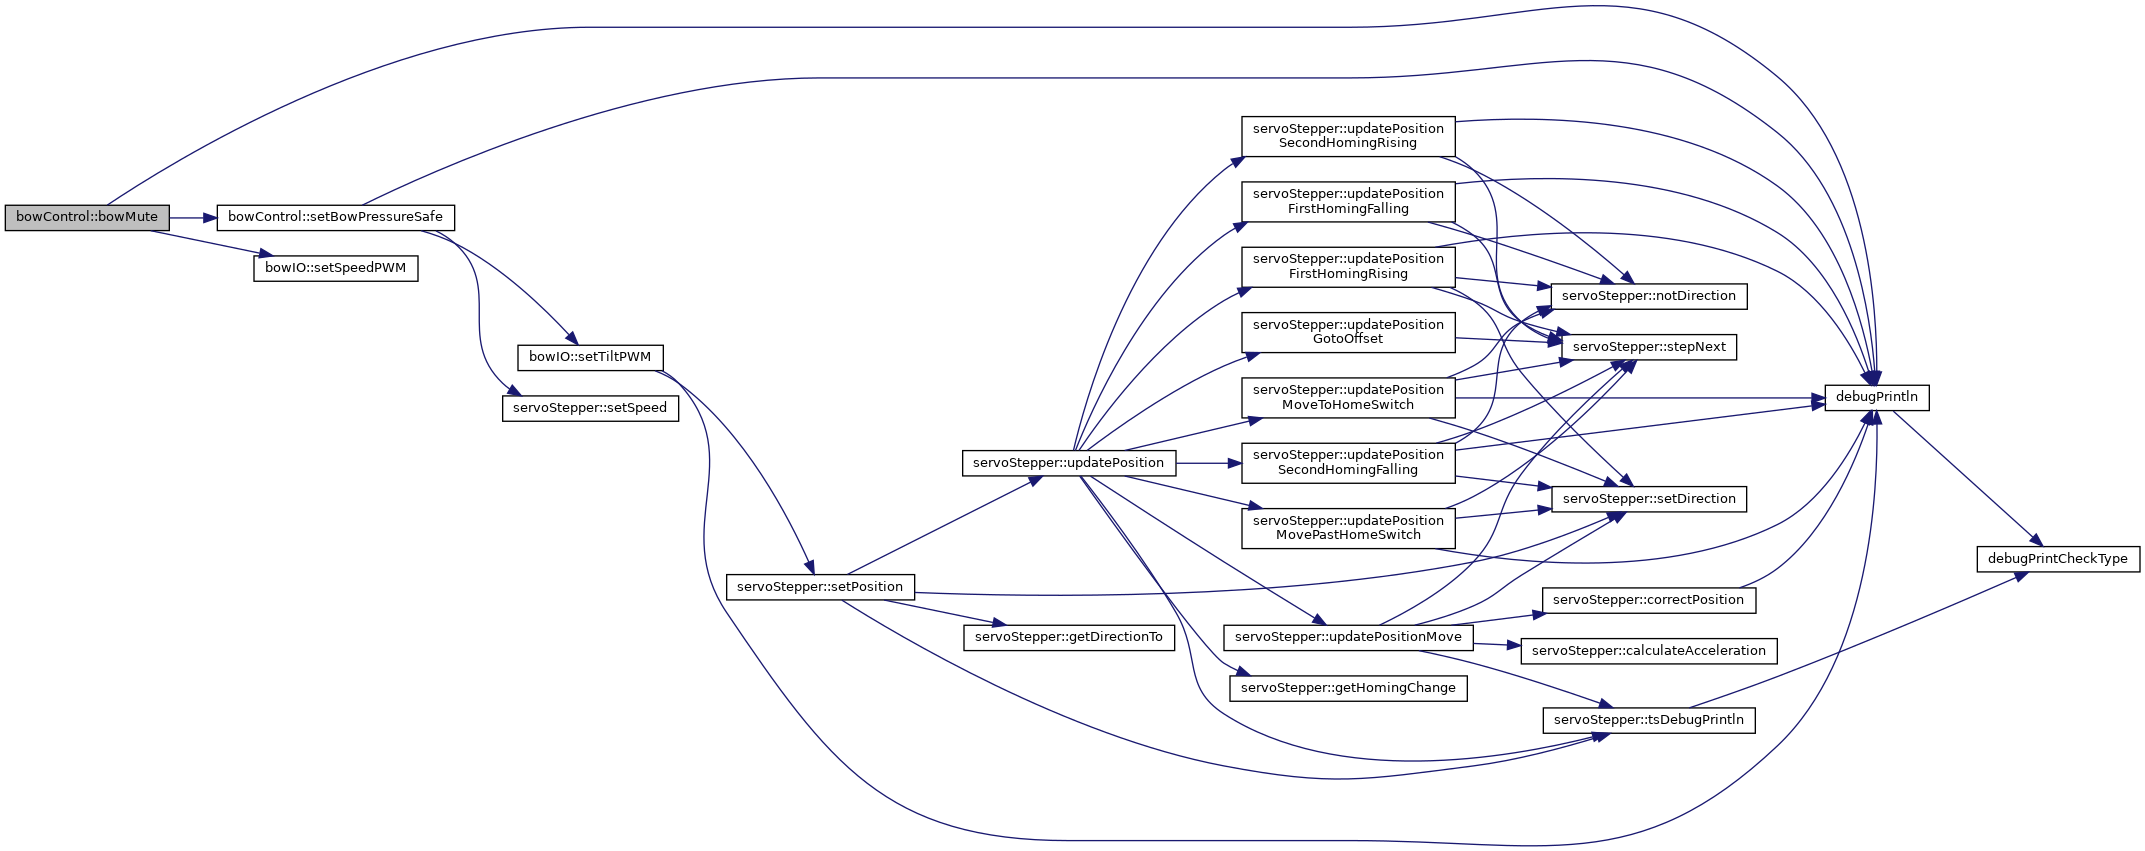 bowControl::bowMute
bowControl::setBowPressureSafe
bowIO::setSpeedPWM
bowIO::setTiltPWM
servoStepper::setSpeed
servoStepper::setPosition
servoStepper::updatePosition
servoStepper::getDirectionTo
servoStepper::updatePosition
SecondHomingRising
servoStepper::updatePosition
FirstHomingFalling
servoStepper::updatePosition
FirstHomingRising
servoStepper::updatePosition
GotoOffset
servoStepper::updatePosition
MoveToHomeSwitch
servoStepper::updatePosition
SecondHomingFalling
servoStepper::updatePosition
MovePastHomeSwitch
servoStepper::updatePositionMove
servoStepper::getHomingChange
servoStepper::notDirection
servoStepper::stepNext
servoStepper::setDirection
servoStepper::correctPosition
servoStepper::calculateAcceleration
servoStepper::tsDebugPrintln
debugPrintln
debugPrintCheckType